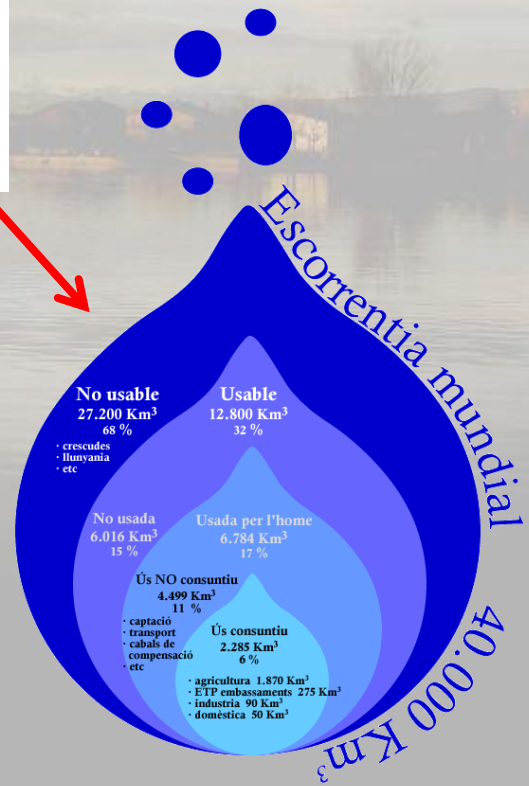 Escorrentia mundial
40.000 Km³
No usable
27.200 Km³
68 %
· crescudes
· llunyania
· etc
Usable
12.800 Km³
32 %
No usada
6.016 Km³
15 %
Usada per l'home
6.784 Km³
17 %
Ús NO consuntiu
4.499 Km³
11 %
· captació
· transport
· cabals de
compensació
· etc
Ús consuntiu
2.285 Km³
6 %
· agricultura 1.870 Km³
· ETP embassaments 275 Km³
· industria 90 Km³
· domèstica 50 Km³